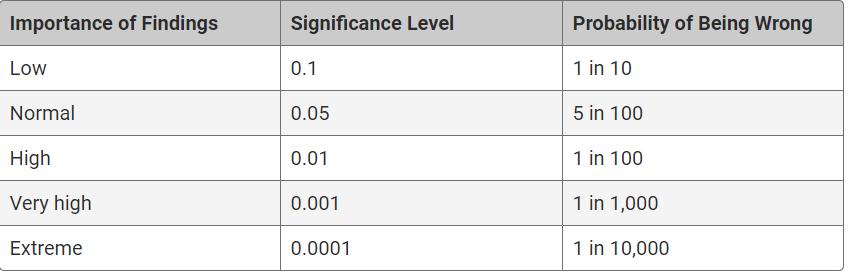 Importance of Findings Significance Level Probability of Being Wrong
Low 0.1 1 in 10
Normal 0.05 5 in 100
High 0.01 1 in 100
Very high 0.001 1 in 1,000
Extreme 0.0001 1 in 10,000